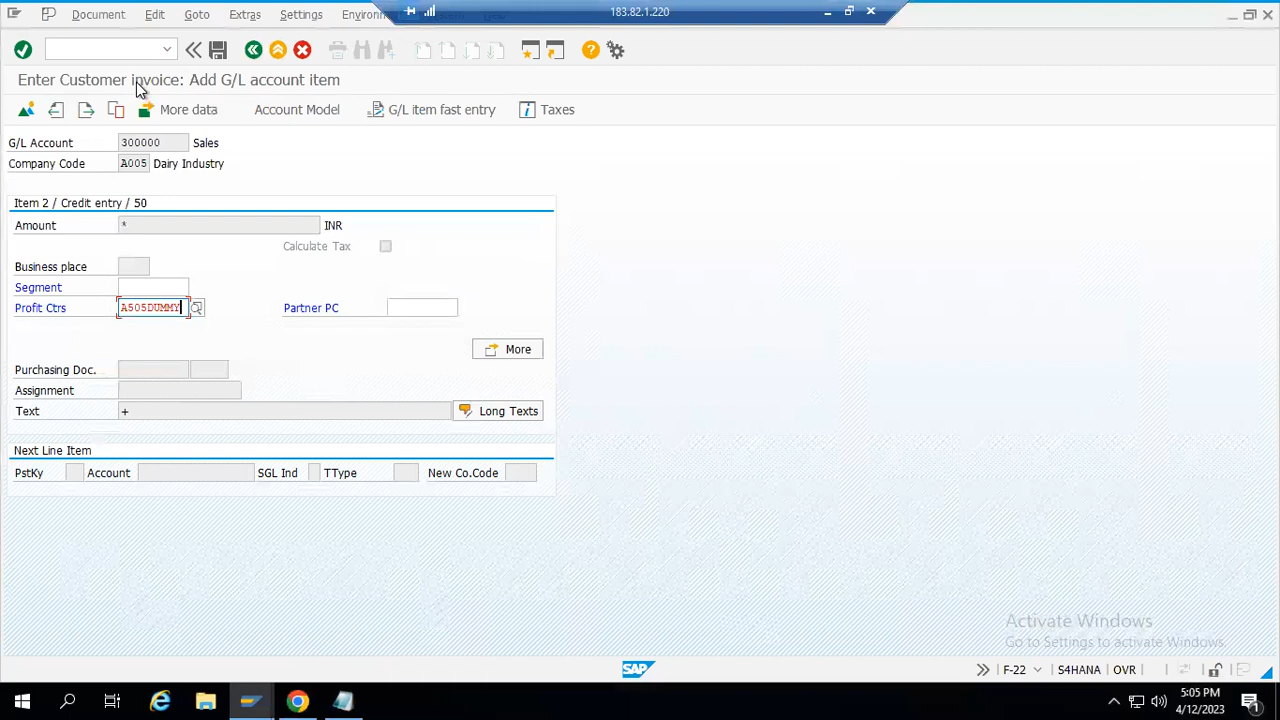 183.82.1.220
Document Edit Goto Extras Settings Environ
Enter Customer invoice: Add G/L account item
More data Account Model G/L item fast entry Taxes
G/L Account 300000 Sales
Company Code A005 Dairy Industry
Item 2 / Credit entry / 50
Amount * INR
Calculate Tax
Business place
Segment
Profit Ctrs A505DUMMY Partner PC
More
Purchasing Doc.
Assignment
Text + Long Texts
Next Line Item
PstKy Account SGL Ind TType New Co.Code
Activate Windows
Go to Settings to activate Windows.
SAP F-22 S4HANA OVR
5:05 PM
4/12/2023
1